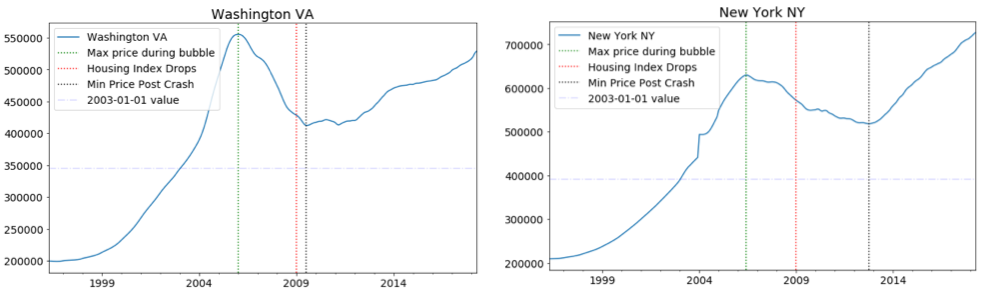 Washington VA
550000
500000
450000
400000
350000
300000
250000
200000
Washington VA
Max price during bubble
Housing Index Drops
Min Price Post Crash
2003-01-01 value
1999 2004 2009 2014
New York NY
700000
600000
500000
400000
300000
200000
New York NY
Max price during bubble
Housing Index Drops
Min Price Post Crash
2003-01-01 value
1999 2004 2009 2014